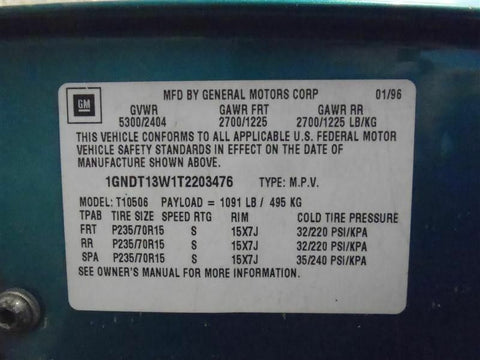 GM
MFD BY GENERAL MOTORS CORP 01/96
GVWR GAWR FRT GAWR RR
5300/2404 2700/1225 2700/1225 LB/KG
THIS VEHICLE CONFORMS TO ALL APPLICABLE U.S. FEDERAL MOTOR
VEHICLE SAFETY STANDARDS IN EFFECT ON THE DATE OF
MANUFACTURE SHOWN ABOVE.
1GNDT13W1T2203476 TYPE: M.P.V.
MODEL: T10506 PAYLOAD = 1091 LB / 495 KG
TPAB TIRE SIZE SPEED RTG RIM COLD TIRE PRESSURE
FRT P235/70R15 S 15X7J 32/220 PSI/KPA
RR P235/70R15 S 15X7J 32/220 PSI/KPA
SPA P235/70R15 S 15X7J 35/240 PSI/KPA
SEE OWNER'S MANUAL FOR MORE INFORMATION.